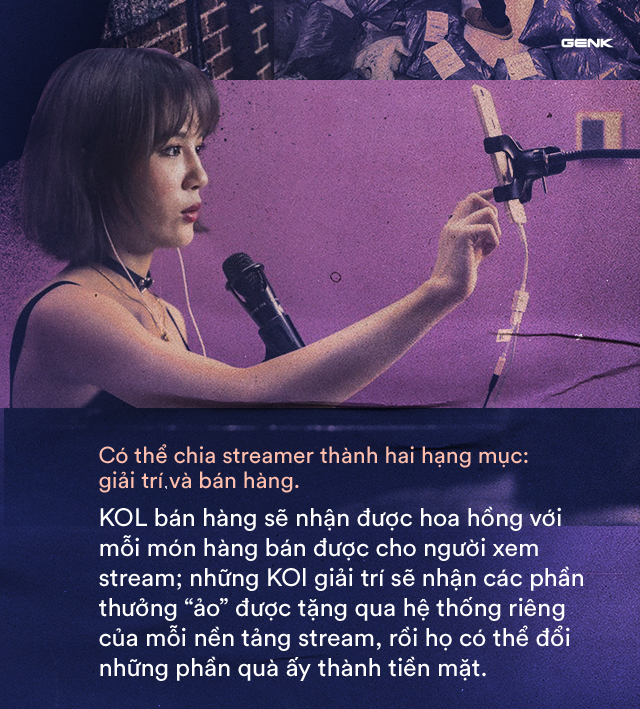 GENK
Có thể chia streamer thành hai hạng mục:
giải trí và bán hàng.
KOL bán hàng sẽ nhận được hoa hồng với
mỗi món hàng bán được cho người xem
stream; những KOl giải trí sẽ nhận các phần
thưởng “ảo” được tặng qua hệ thống riêng
của mỗi nền tảng stream, rồi họ có thể đổi
những phần quà ấy thành tiền mặt.